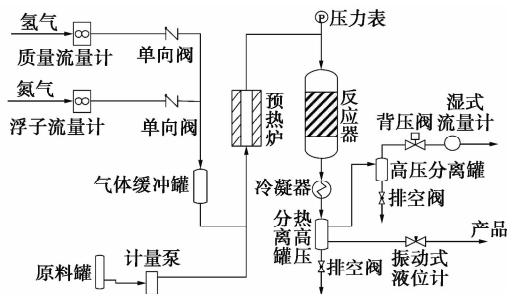 氢气
质量流量计
单向阀
氮气
浮子流量计
单向阀
气体缓冲罐
原料罐
计量泵
预热炉
P
压力表
反应器
冷凝器
热高压
分离罐
排空阀
背压阀
湿式
流量计
高压分离罐
排空阀
产品
振动式
液位计